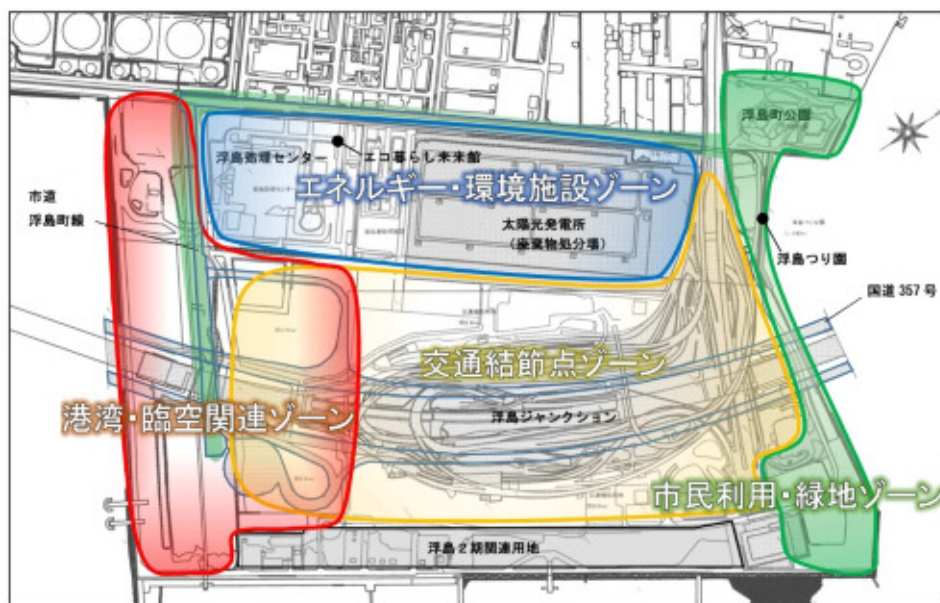 浮島町公園
浮島処理センター
エコ暮らし未来館
エネルギー・環境施設ゾーン
市道
浮島町線
太陽光発電所
(廃棄物処分場)
浮島つり園
国道357号
交通結節点ゾーン
港湾・臨空関連ゾーン
浮島ジャンクション
市民利用・緑地ゾーン
浮島2期関連用地